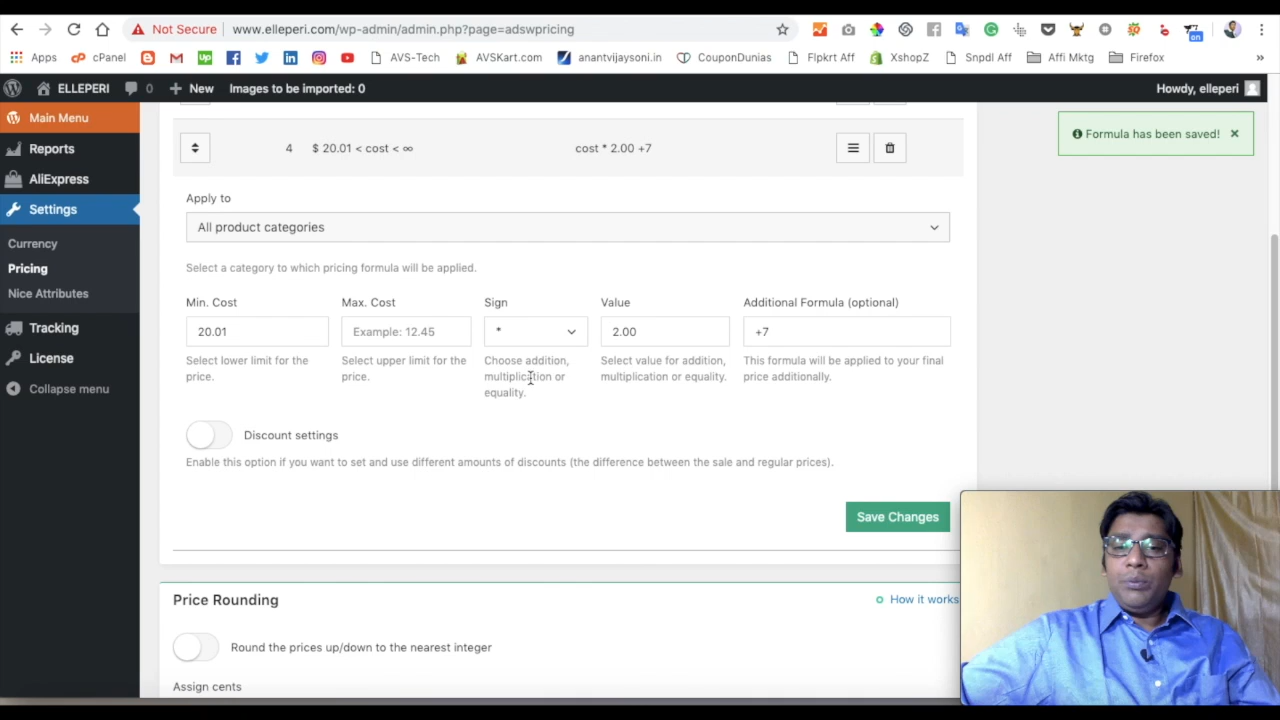 Not Secure www.elleperi.com/wp-admin/admin.php?page=adswpricing
on
Apps cPanel AVS-Tech AVSKart.com anantvijaysoni.in CouponDunias Flpkrt Aff XshopZ Snpdl Aff Affi Mktg Firefox »
ELLEPERI 0 New Images to be imported: 0 Howdy, elleperi
Main Menu
Reports
AliExpress
Settings
Currency
Pricing
Nice Attributes
Tracking
License
Collapse menu
Formula has been saved! ×
4 $ 20.01 < cost < ∞ cost * 2.00 +7
Apply to
All product categories
Select a category to which pricing formula will be applied.
Min. Cost Max. Cost Sign Value Additional Formula (optional)
20.01 Example: 12.45 * 2.00 +7
Select lower limit for the price.
Select upper limit for the price.
Choose addition, multiplication or equality.
Select value for addition, multiplication or equality.
This formula will be applied to your final price additionally.
Discount settings
Enable this option if you want to set and use different amounts of discounts (the difference between the sale and regular prices).
Save Changes
Price Rounding How it works
Round the prices up/down to the nearest integer
Assign cents